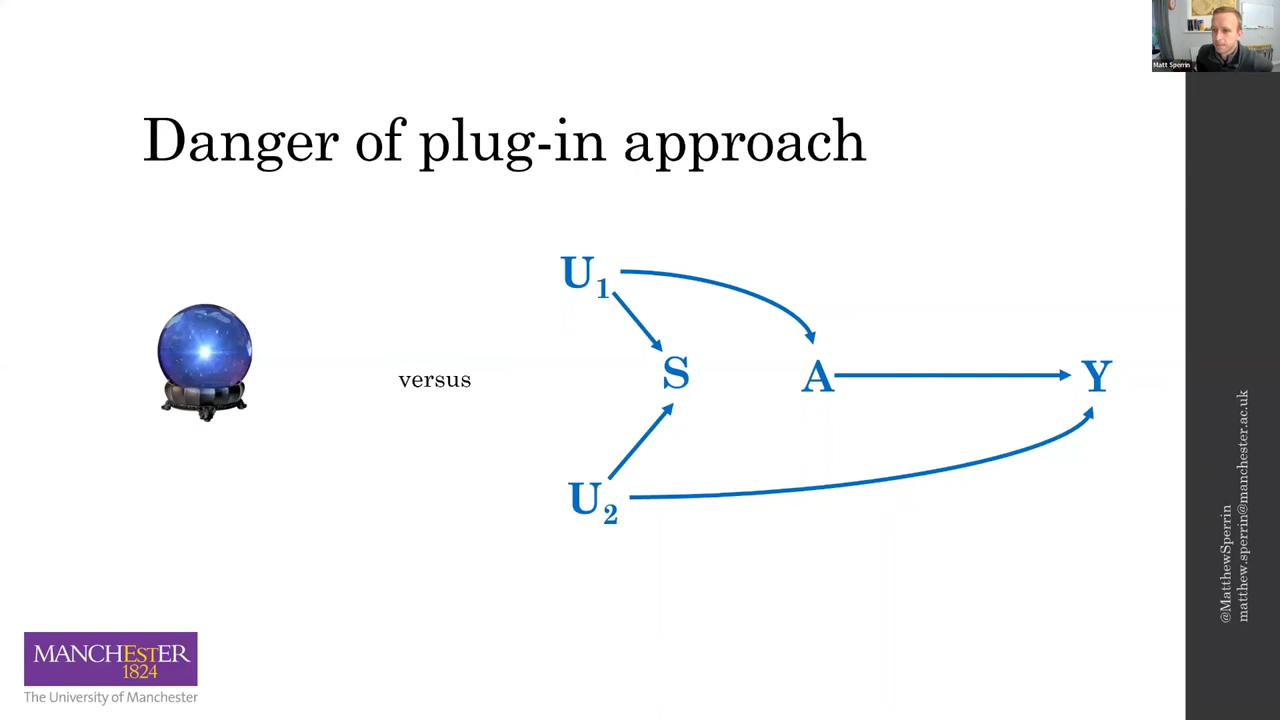 Matt Sperrin
Danger of plug-in approach
versus
U1
S
A
Y
U2
@MatthewSperrin
matthew.sperrin@manchester.ac.uk
MANCHESTER
1824
The University of Manchester